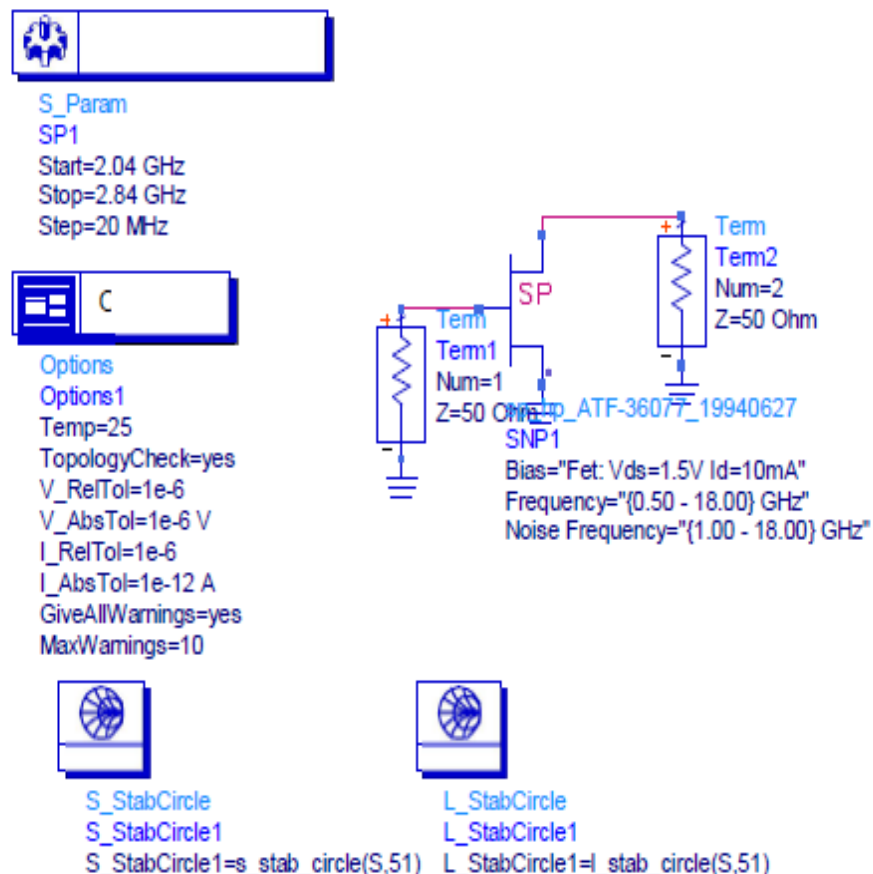 S_Param
SP1
Start=2.04 GHz
Stop=2.84 GHz
Step=20 MHz
C
Options
Options1
Temp=25
TopologyCheck=yes
V_RelTol=1e-6
V_AbsTol=1e-6 V
I_RelTol=1e-6
I_AbsTol=1e-12 A
GiveAllWarnings=yes
MaxWarnings=10
+
Term
Term1
Num=1
Z=50 Ohm
-
SP
+
Term
Term2
Num=2
Z=50 Ohm
-
_ATF-36077_19940627
SNP1
Bias="Fet: Vds=1.5V Id=10mA"
Frequency="{0.50 - 18.00} GHz"
Noise Frequency="{1.00 - 18.00} GHz"
S_StabCircle
S_StabCircle1
S_StabCircle1=s_stab_circle(S,51)
L_StabCircle
L_StabCircle1
L_StabCircle1=l_stab_circle(S,51)